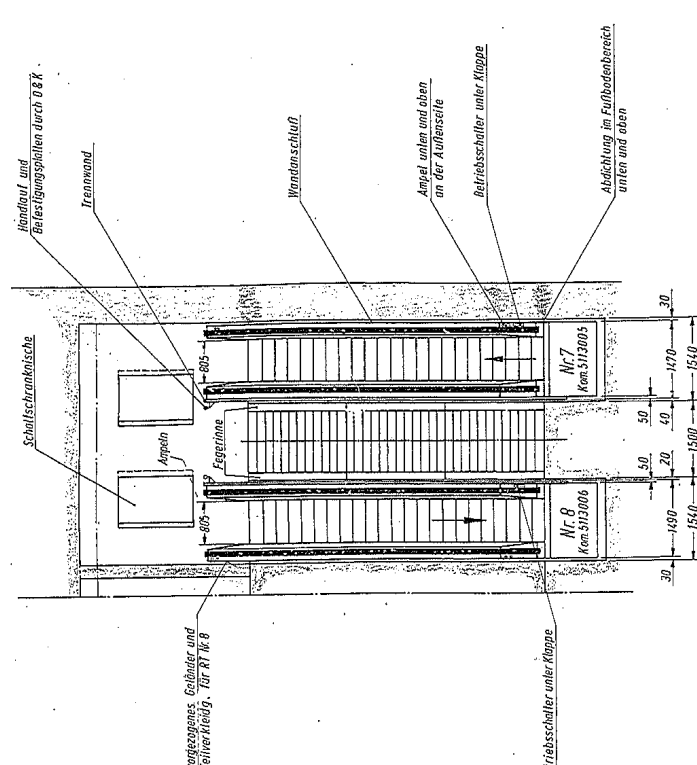 Handlauf und
Befestigungsplatten durch O&K
Trennwand
Wandanschluß
Ampel unten und oben
an der Außenseite
Betriebsschalter unter Klappe
Abdichtung im Fußbodenbereich
unten und oben
Schaltschranknische
Ampeln
Fegerinne
805
805
Nr.7
Kom.5113005
Nr. 8
Kom.5113006
30
1470
1540
50
40
1500
50
20
1490
1540
30
vorgezogenes Geländer und
für RT Nr.8
triebsschalter unter Klappe